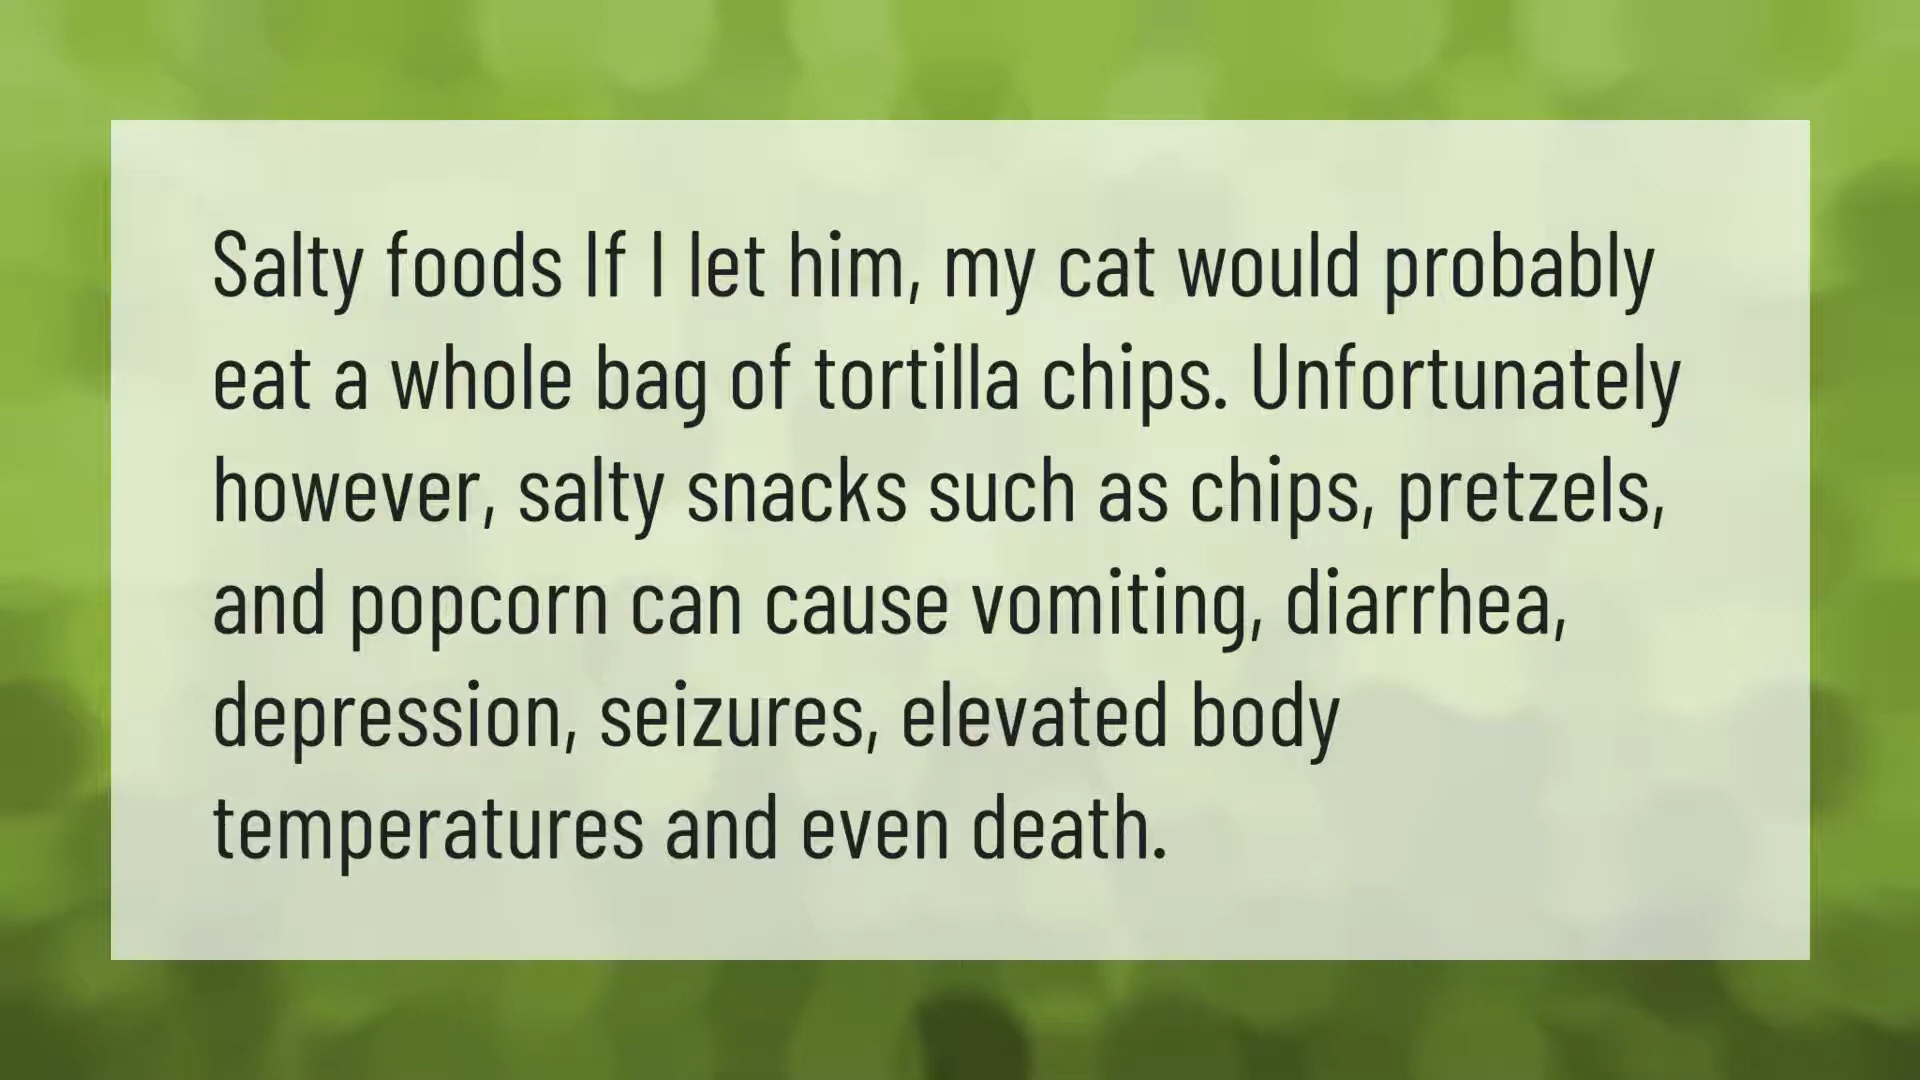 Salty foods If I let him, my cat would probably
eat a whole bag of tortilla chips. Unfortunately
however, salty snacks such as chips, pretzels,
and popcorn can cause vomiting, diarrhea,
depression, seizures, elevated body
temperatures and even death.